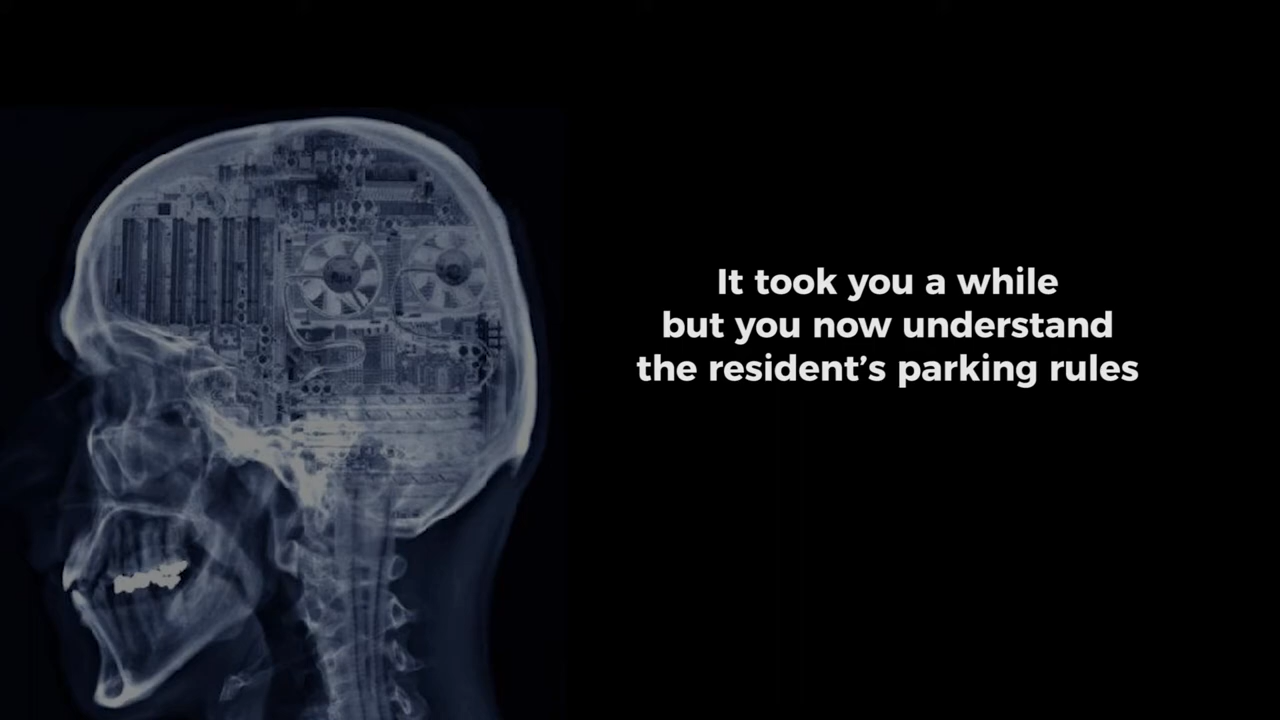 It took you a while
but you now understand
the resident’s parking rules